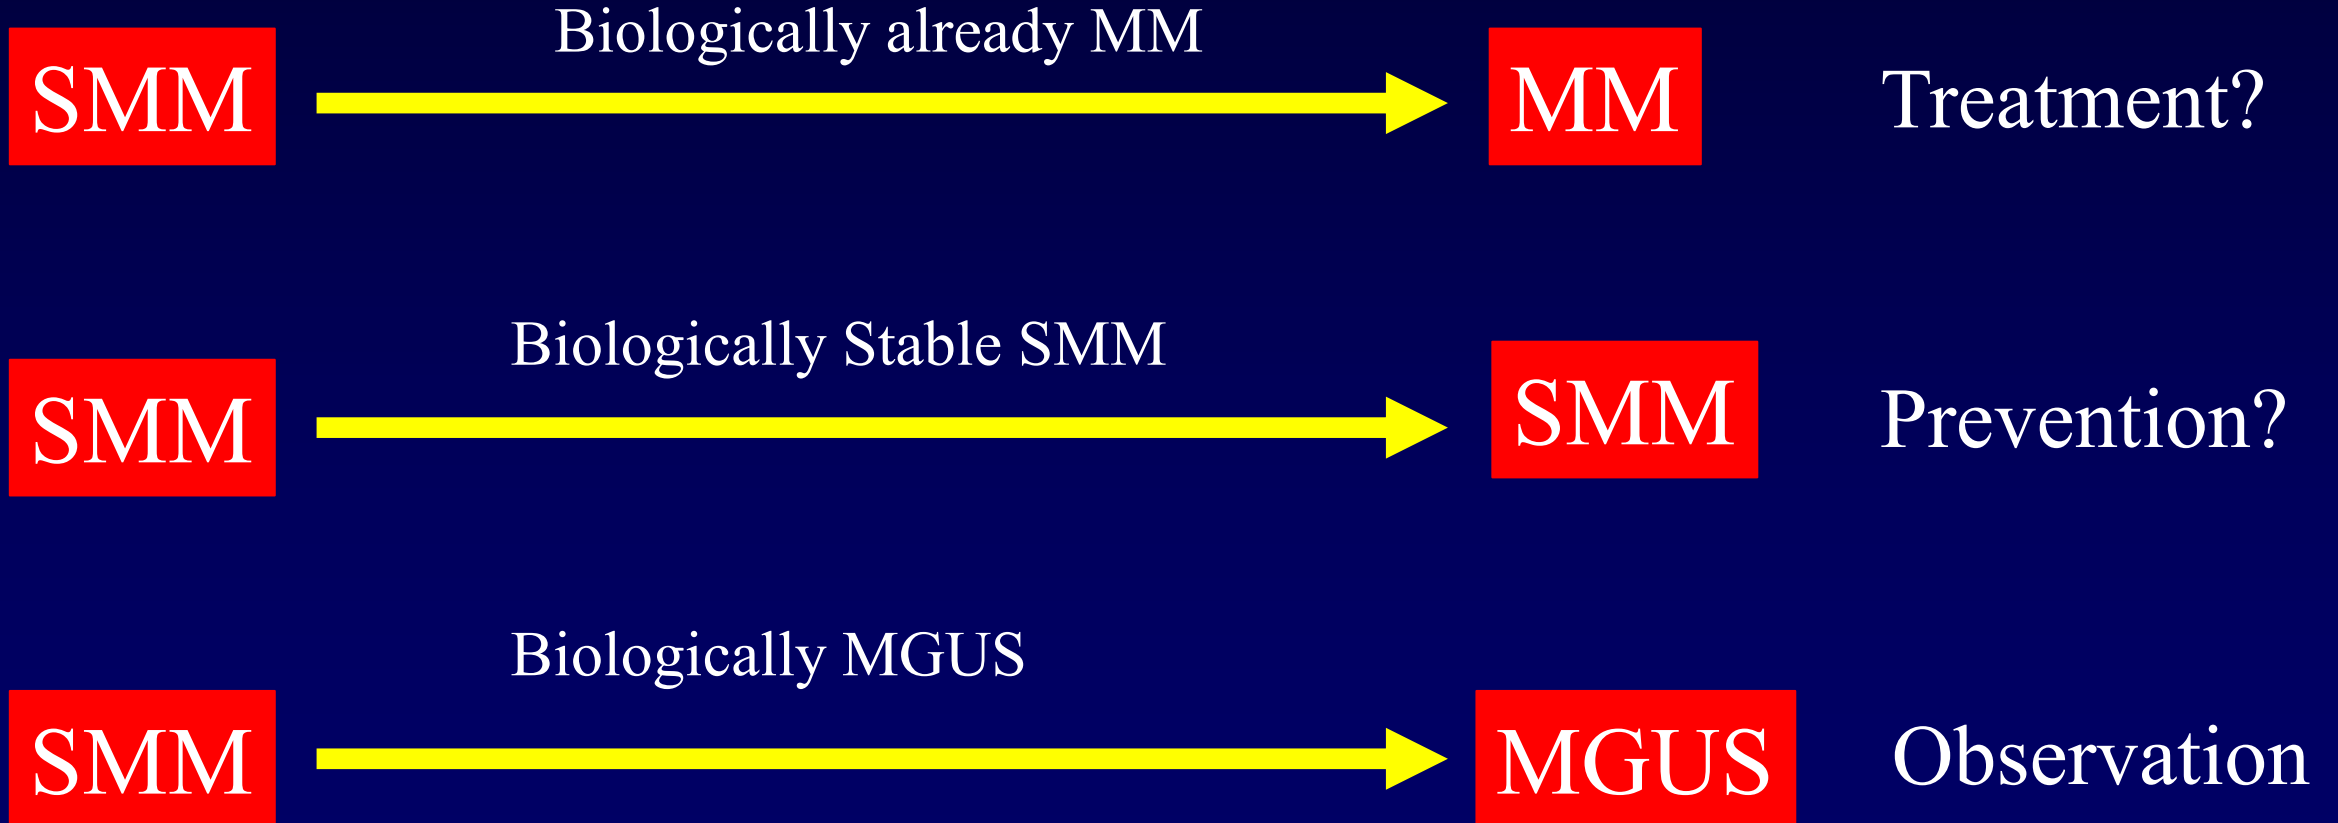 Biologically already MM
SMM MM Treatment?
Biologically Stable SMM
SMM SMM Prevention?
Biologically MGUS
SMM MGUS Observation